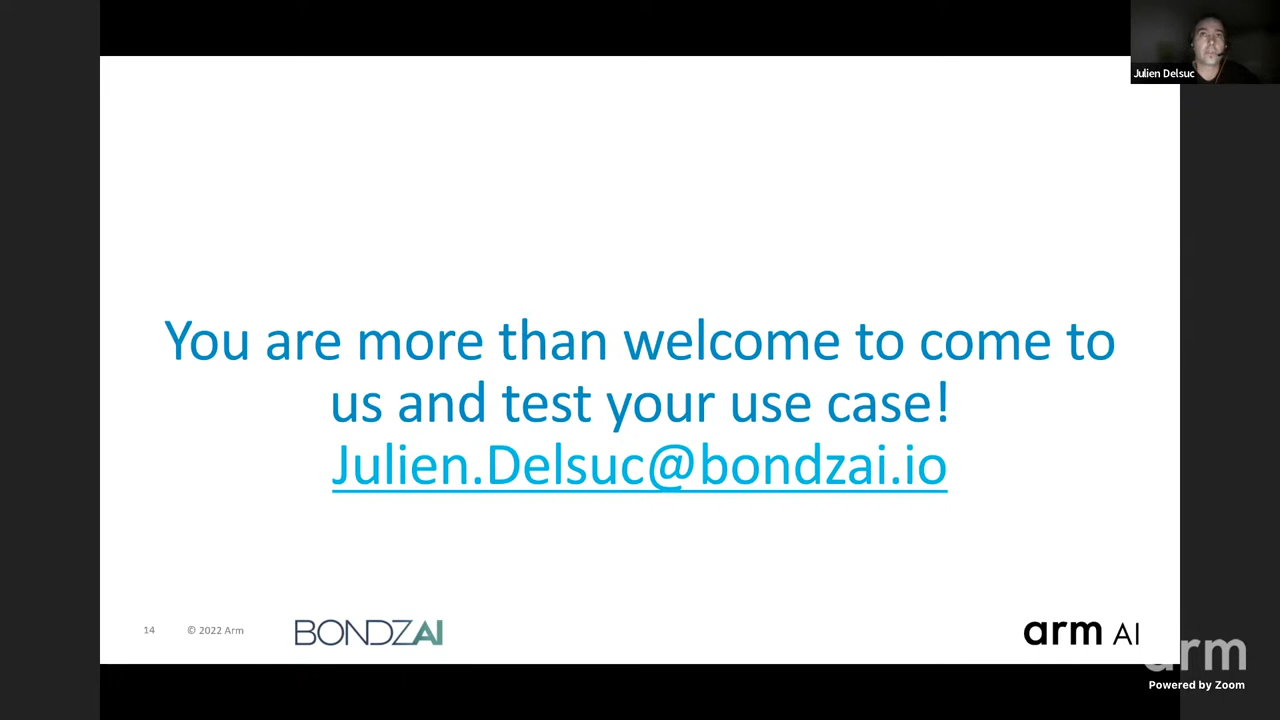 Julien Delsuc
You are more than welcome to come to
us and test your use case!
Julien.Delsuc@bondzai.io
14
© 2022 Arm
BONDZAI
arm AI
arm
Powered by Zoom